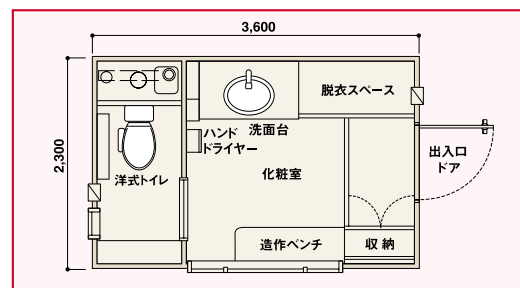 3,600
2,300
脱衣スペース
洗面台
ハンド
ドライヤー
出入口
ドア
化粧室
洋式トイレ
造作ベンチ
収納